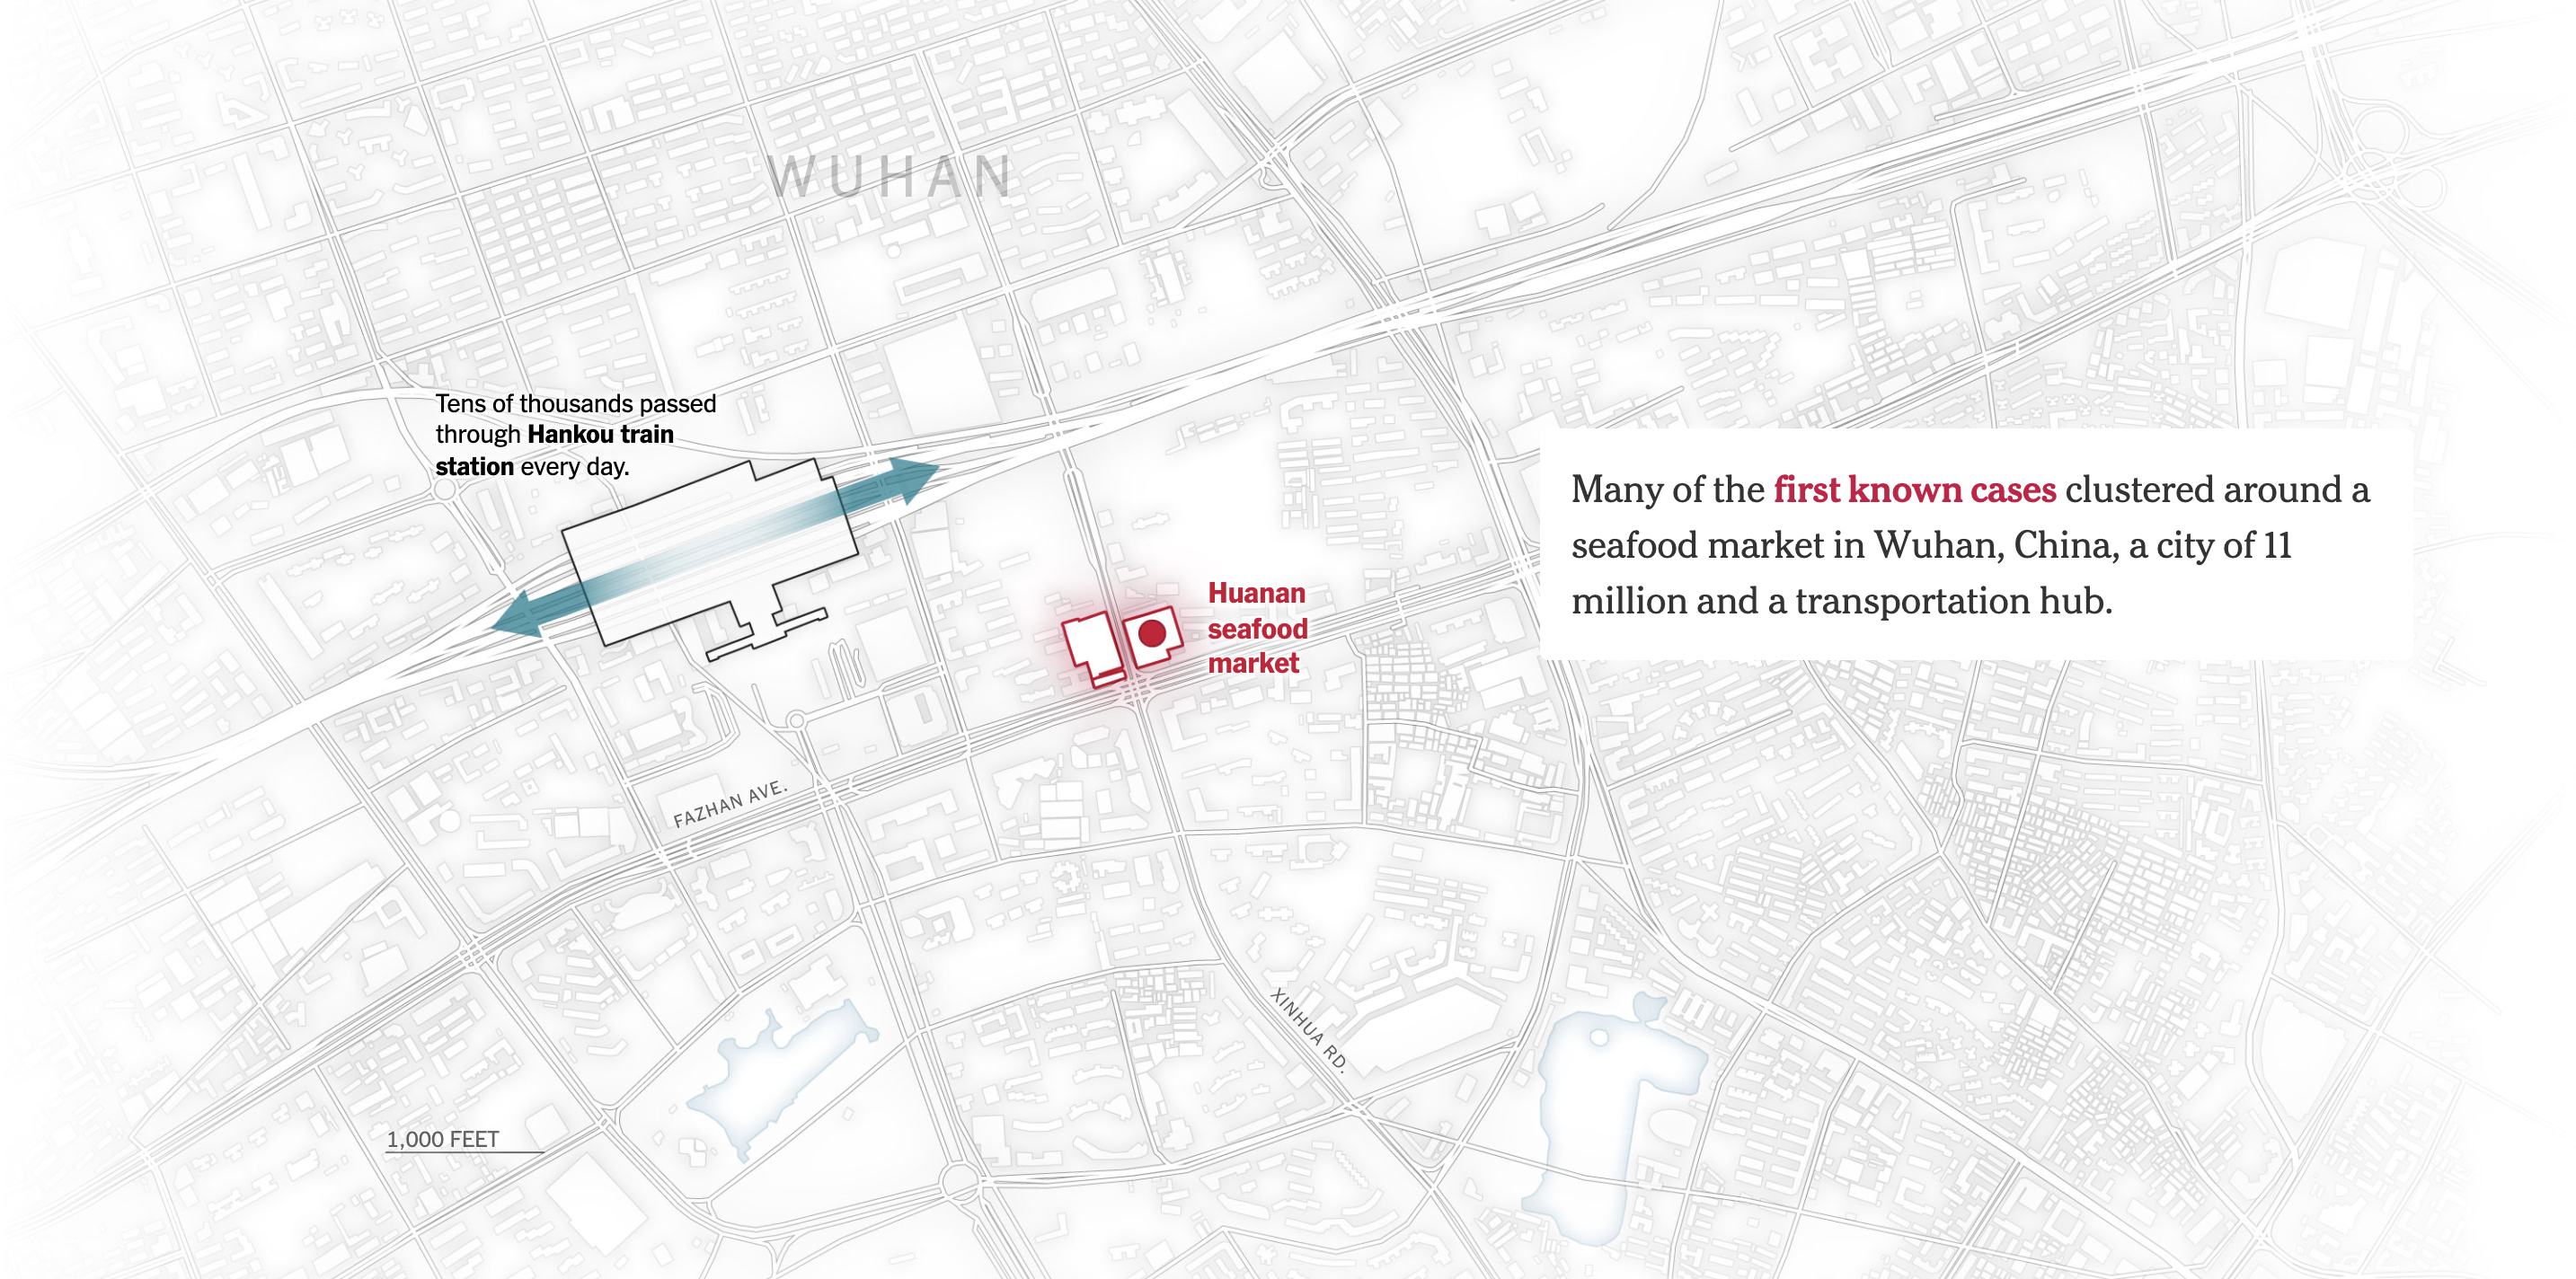 WUHAN
Tens of thousands passed
through Hankou train
station every day.
Many of the first known cases clustered around a
seafood market in Wuhan, China, a city of 11
million and a transportation hub.
Huanan
seafood
market
FAZHAN AVE.
XINHUA RD.
1,000 FEET